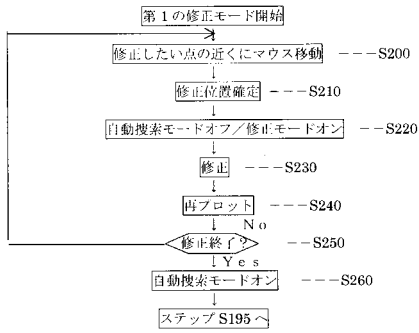 第1の修正モード開始
修正したい点の近くにマウス移動 ---S200
修正位置確定 ---S210
自動捜索モードオフ/修正モードオン ---S220
修正 ---S230
再プロット ---S240
No
修正終了? --S250
Yes
自動捜索モードオン ---S260
ステップS195へ